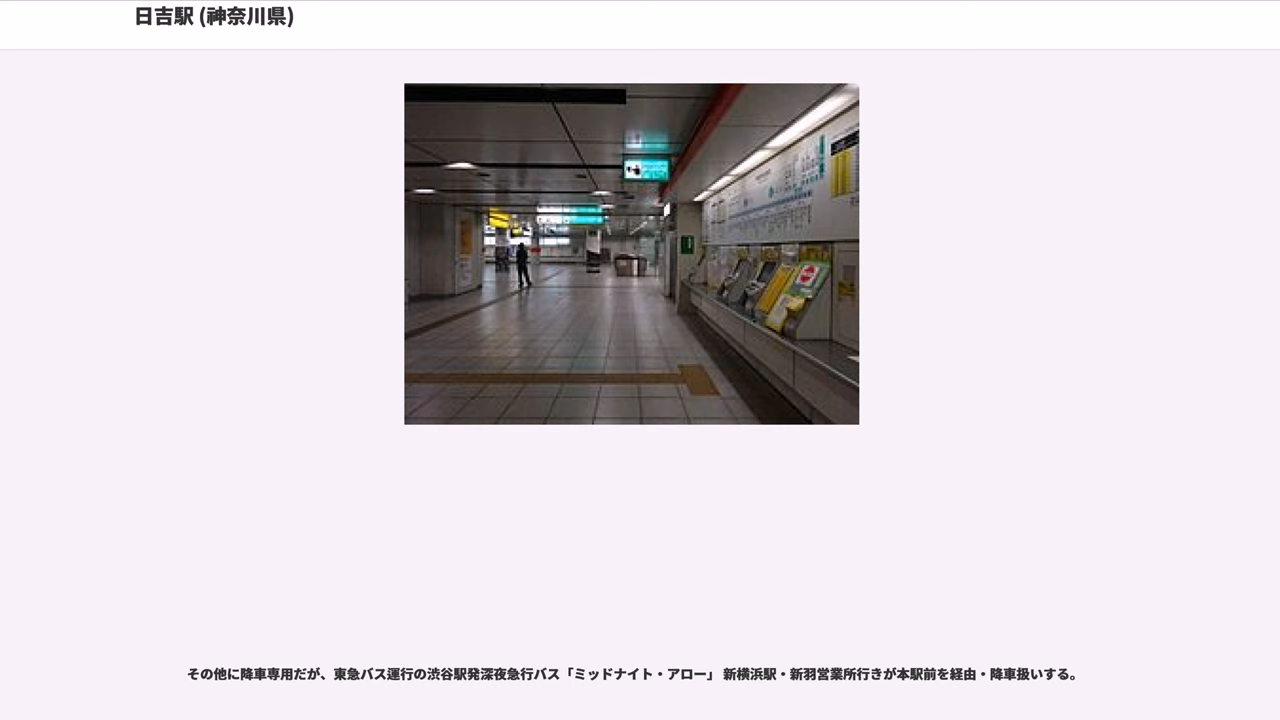 日吉駅 (神奈川県)
その他に降車専用だが、東急バス運行の渋谷駅発深夜急行バス「ミッドナイト・アロー」 新横浜駅・新羽営業所行きが本駅前を経由・降車扱いする。